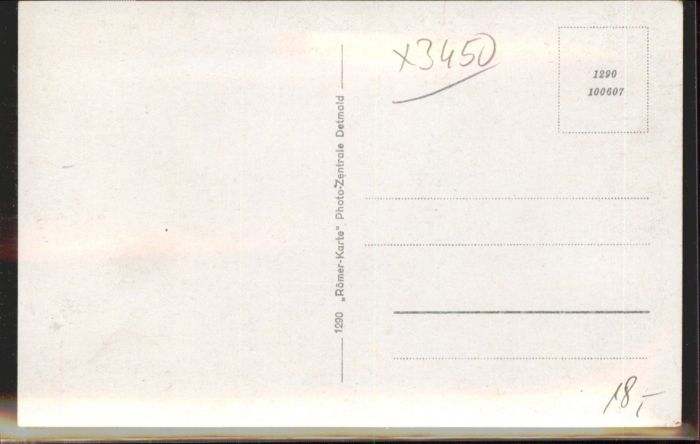 x3450
1290
100607
1290 „Römer-Karte" Photo-Zentrale Detmold
18,-